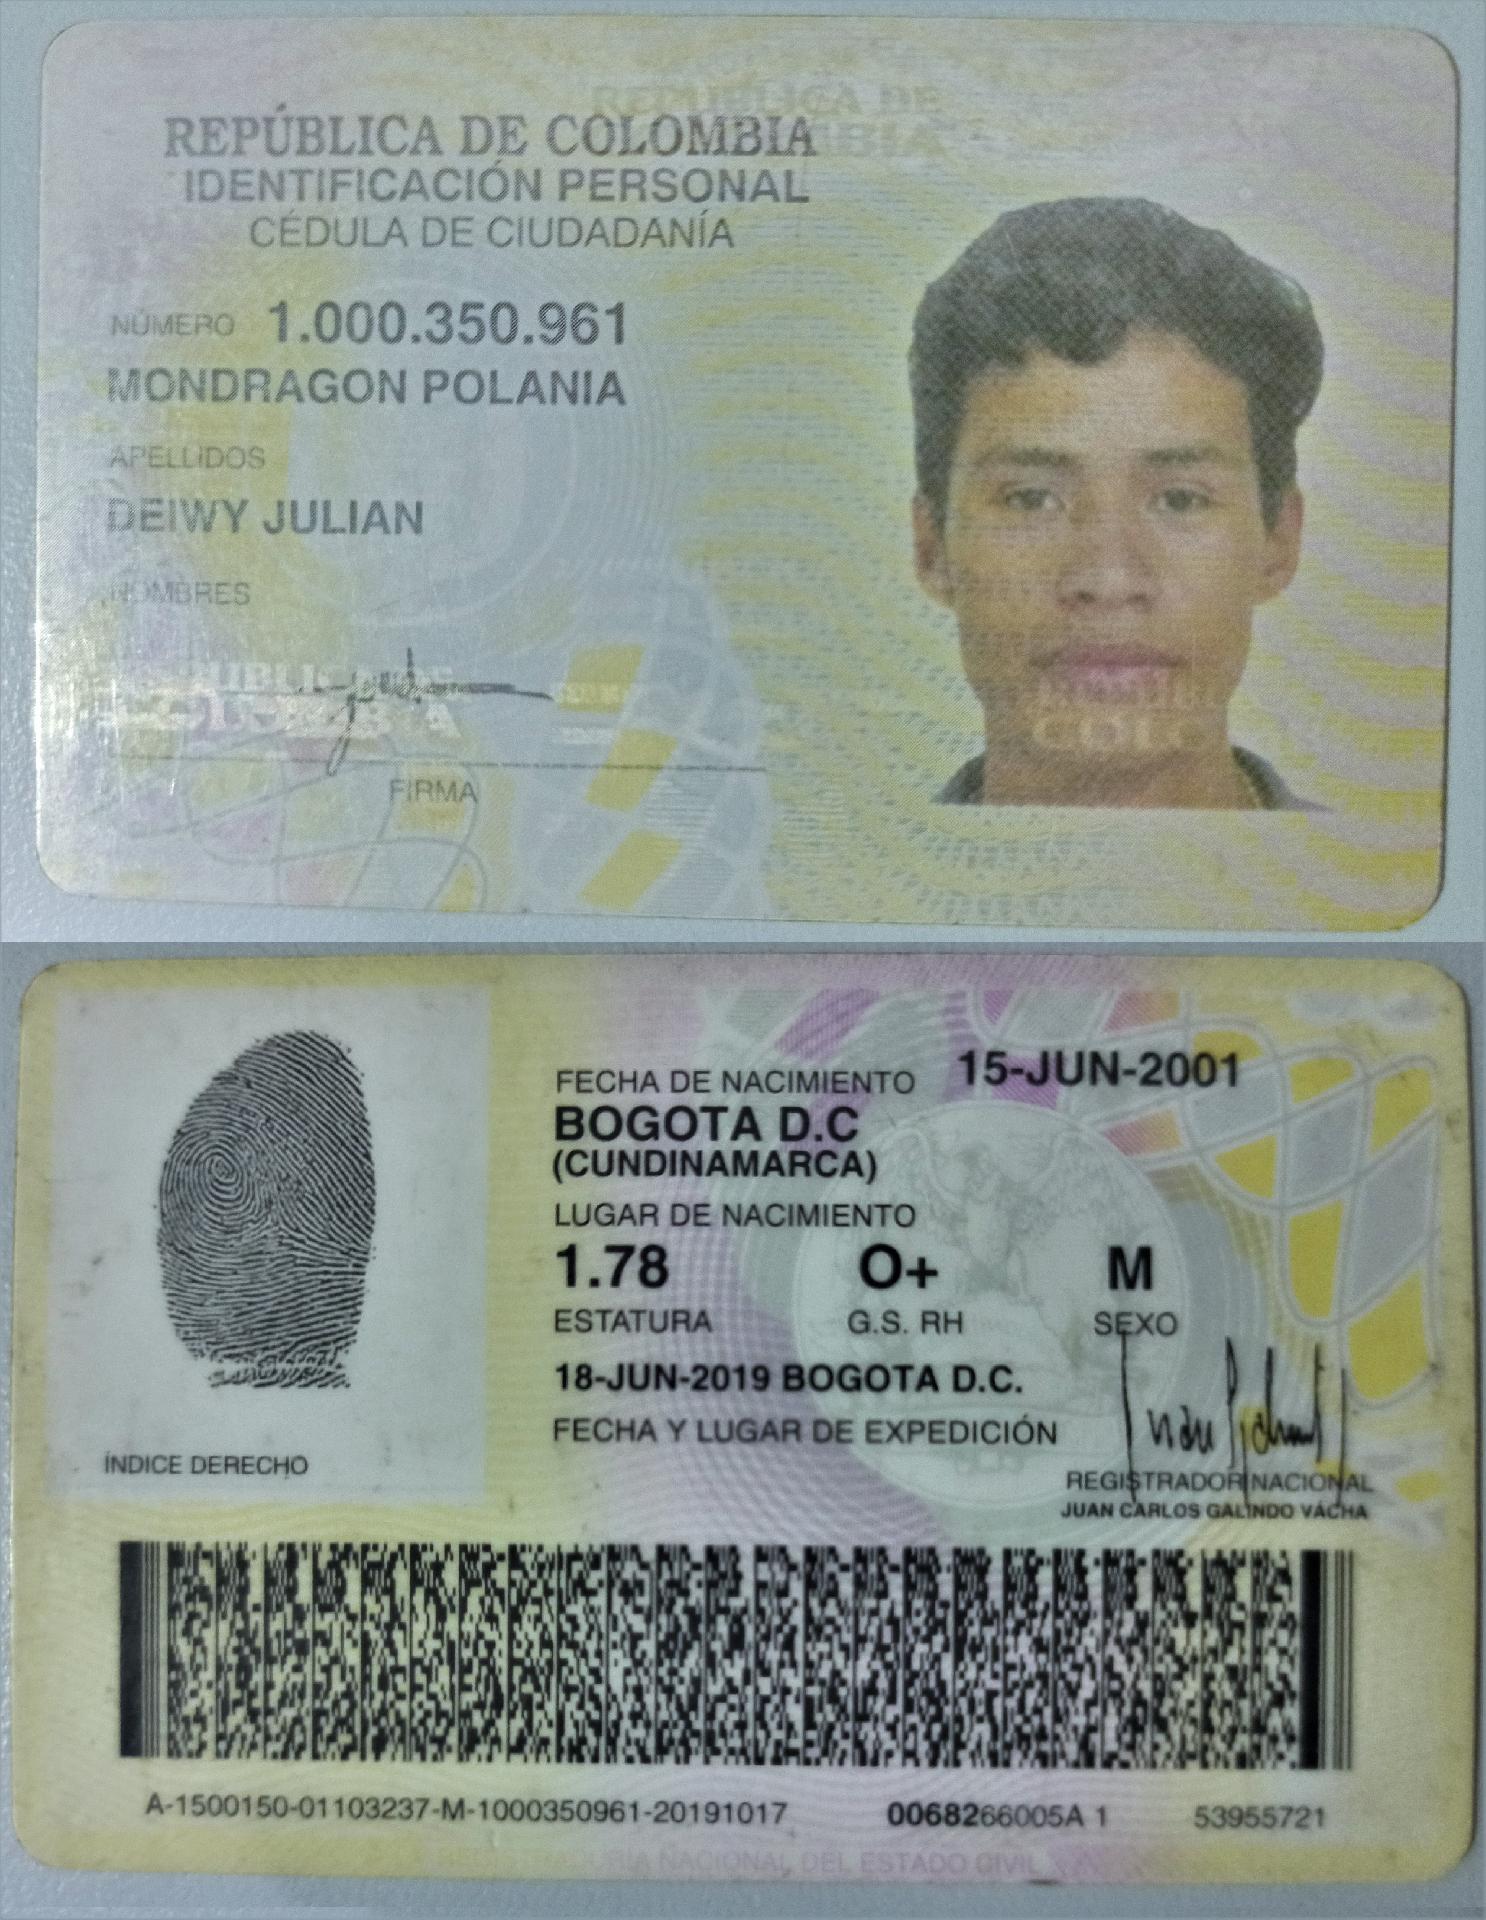 REPÚBLICA DE COLOMBIA
IDENTIFICACIÓN PERSONAL
CÉDULA DE CIUDADANÍA
NÚMERO 1.000.350.961
MONDRAGON POLANIA
APELLIDOS
DEIWY JULIAN
NOMBRES
FIRMA
FECHA DE NACIMIENTO 15-JUN-2001
BOGOTA D.C
(CUNDINAMARCA)
LUGAR DE NACIMIENTO
1.78 O+ M
ESTATURA G.S. RH SEXO
18-JUN-2019 BOGOTA D.C.
FECHA Y LUGAR DE EXPEDICIÓN
ÍNDICE DERECHO
REGISTRADOR NACIONAL
JUAN CARLOS GALINDO VÁCHA
A-1500150-01103237-M-1000350961-20191017 0068266005A 1 53955721
NACIONAL DEL ESTADO CIVIL